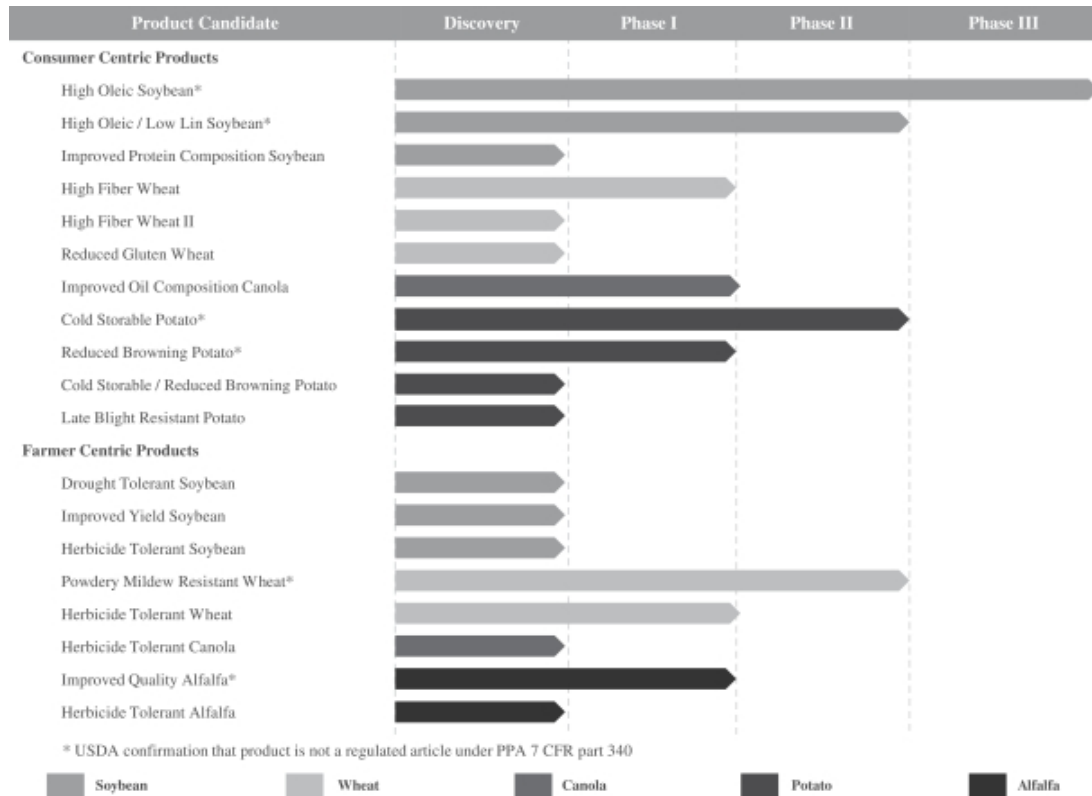 Product Candidate Discovery Phase I Phase II Phase III
Consumer Centric Products
High Oleic Soybean*
High Oleic / Low Lin Soybean*
Improved Protein Composition Soybean
High Fiber Wheat
High Fiber Wheat II
Reduced Gluten Wheat
Improved Oil Composition Canola
Cold Storable Potato*
Reduced Browning Potato*
Cold Storable / Reduced Browning Potato
Late Blight Resistant Potato
Farmer Centric Products
Drought Tolerant Soybean
Improved Yield Soybean
Herbicide Tolerant Soybean
Powdery Mildew Resistant Wheat*
Herbicide Tolerant Wheat
Herbicide Tolerant Canola
Improved Quality Alfalfa*
Herbicide Tolerant Alfalfa
* USDA confirmation that product is not a regulated article under PPA 7 CFR part 340
Soybean Wheat Canola Potato Alfalfa